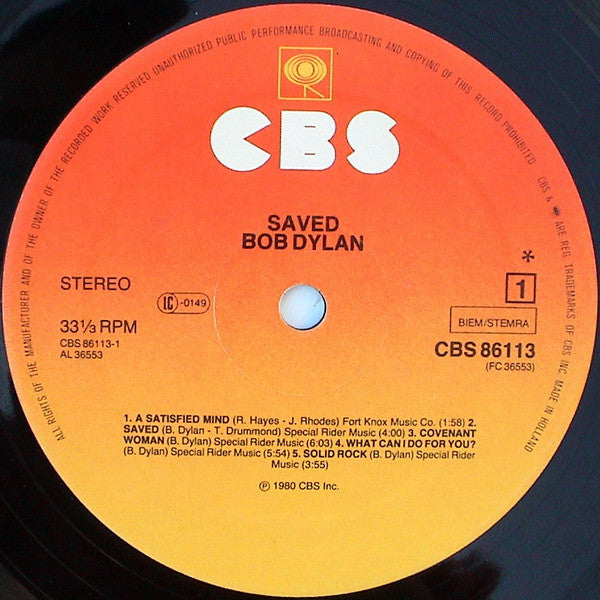 ALL RIGHTS OF THE MANUFACTURER AND OF THE OWNER OF THE RECORDED WORK RESERVED UNAUTHORIZED PUBLIC PERFORMANCE BROADCASTING AND COPYING OF THIS RECORD PROHIBITED CBS & ARE REG. TRADEMARKS OF CBS INC MADE IN HOLLAND
CBS
SAVED
BOB DYLAN
STEREO
LC-0149
*
1
33⅓ RPM
BIEM/STEMRA
CBS 86113-1
AL 36553
CBS 86113
(FC 36553)
1. A SATISFIED MIND (R. Hayes - J. Rhodes) Fort Knox Music Co. (1:58) 2.
SAVED (B. Dylan - T. Drummond) Special Rider Music (4:00) 3. COVENANT
WOMAN (B. Dylan) Special Rider Music (6:03) 4. WHAT CAN I DO FOR YOU?
(B. Dylan) Special Rider Music (5:54) 5. SOLID ROCK (B. Dylan) Special Rider
Music (3:55)
℗ 1980 CBS Inc.